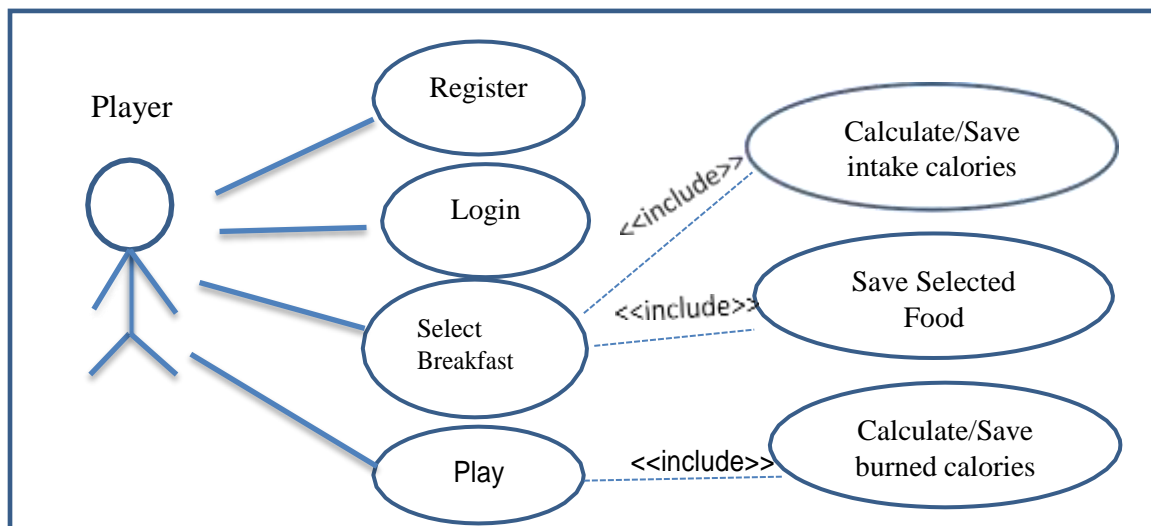 Player
Register
Login
Select
Breakfast
Play
<<include>>
<<include>>
<<include>>
Calculate/Save
intake calories
Save Selected
Food
Calculate/Save
burned calories